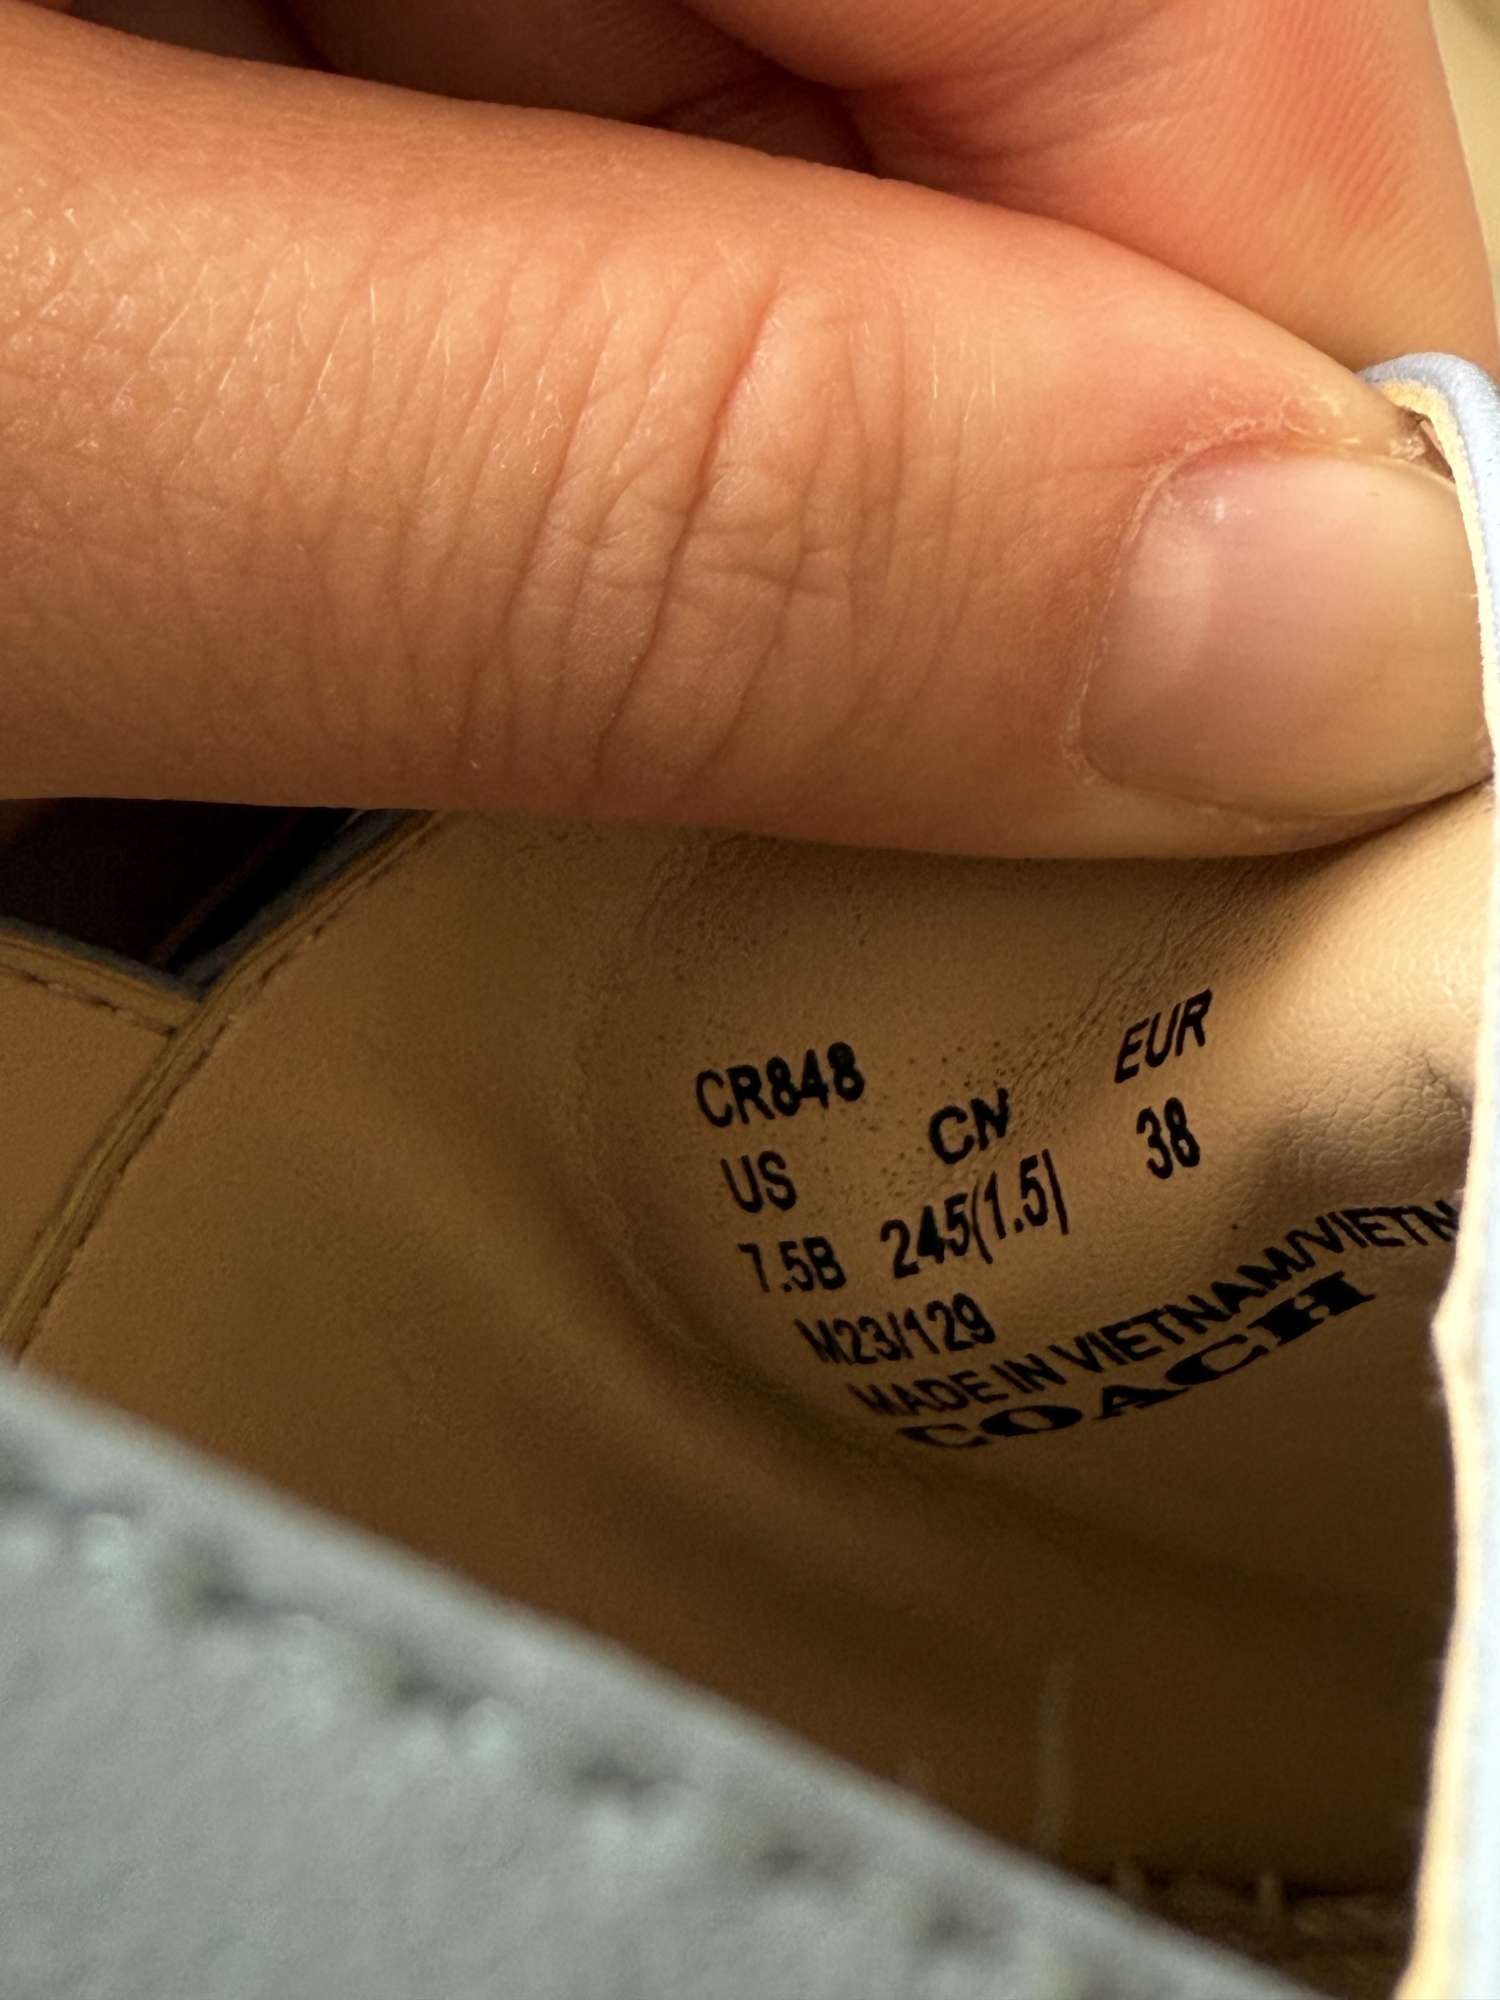 CR848
US CN EUR
7.5B 245(1.5) 38
M23/129
MADE IN VIETNAM/VIETN
COACH